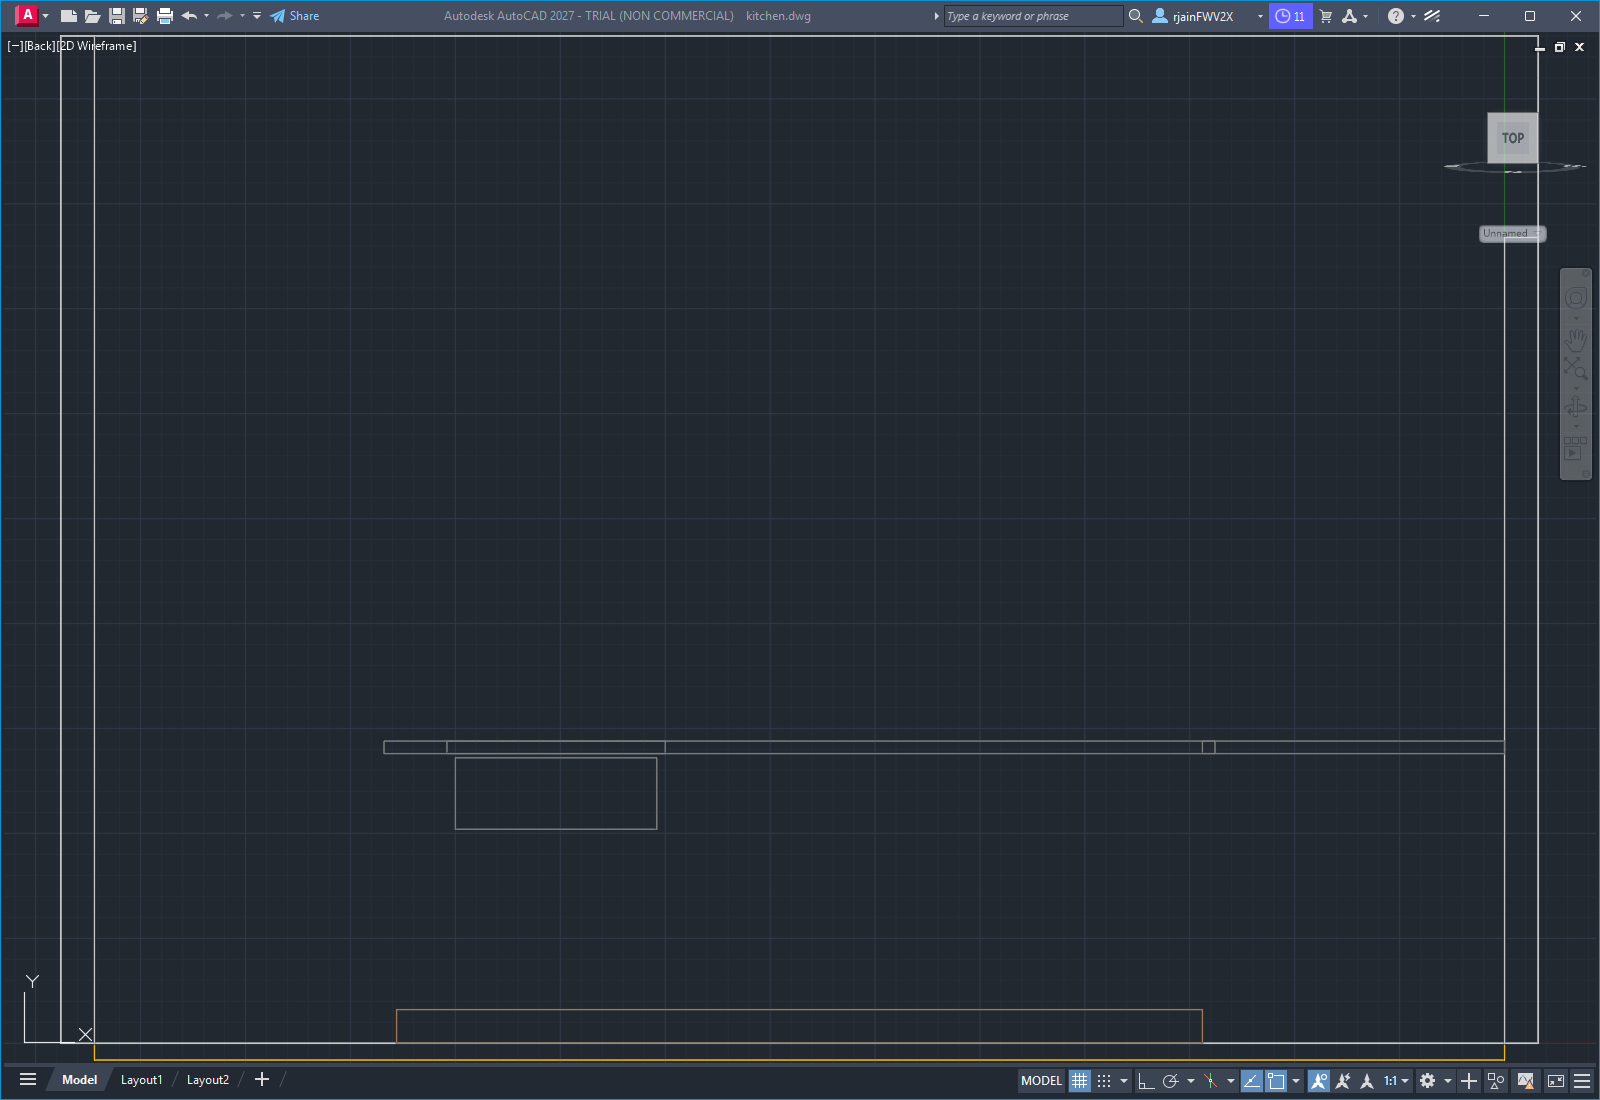 A
Share
Autodesk AutoCAD 2027 - TRIAL (NON COMMERCIAL) kitchen.dwg
Type a keyword or phrase
rjainFWV2X
11
[−][Back][2D Wireframe]
TOP
Unnamed
Y
X
Model
Layout1
Layout2
MODEL
1:1